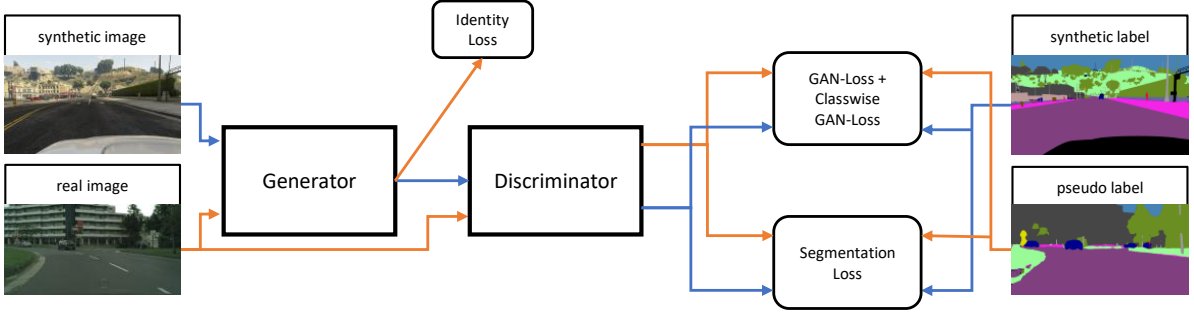 synthetic image
Identity
Loss
synthetic label
GAN-Loss +
Classwise
GAN-Loss
Generator
Discriminator
real image
pseudo label
Segmentation
Loss